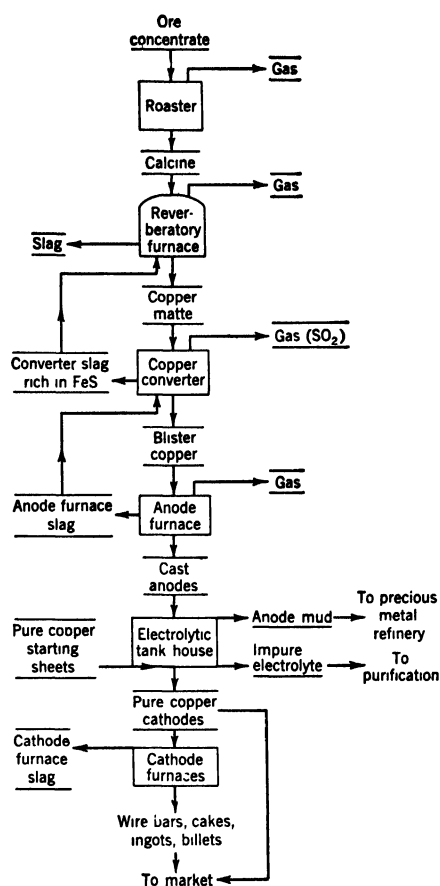 Ore
concentrate
Gas
Roaster
Calcine
Gas
Rever-
beratory
furnace
Slag
Copper
matte
Gas (SO₂)
Converter slag
rich in FeS
Copper
converter
Blister
copper
Gas
Anode furnace
slag
Anode
furnace
Cast
anodes
Pure copper
starting
sheets
Electrolytic
tank house
Anode mud
To precious
metal
refinery
Impure
electrolyte
To
purification
Pure copper
cathodes
Cathode
furnace
slag
Cathode
furnaces
Wire bars, cakes,
ingots, billets
To market